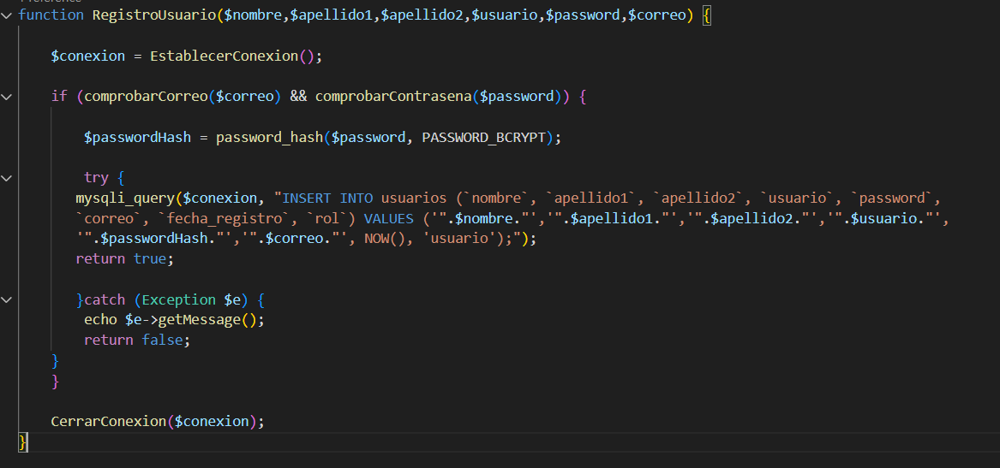 function RegistroUsuario($nombre,$apellido1,$apellido2,$usuario,$password,$correo) {
$conexion = EstablecerConexion();
if (comprobarCorreo($correo) && comprobarContrasena($password)) {
$passwordHash = password_hash($password, PASSWORD_BCRYPT);
try {
mysqli_query($conexion, "INSERT INTO usuarios (`nombre`, `apellido1`, `apellido2`, `usuario`, `password`,
`correo`, `fecha_registro`, `rol`) VALUES ('".$nombre."','".$apellido1."','".$apellido2."','".$usuario."',
'".$passwordHash."','".$correo."', NOW(), 'usuario');");
return true;
}catch (Exception $e) {
echo $e->getMessage();
return false;
}
}
CerrarConexion($conexion);
}